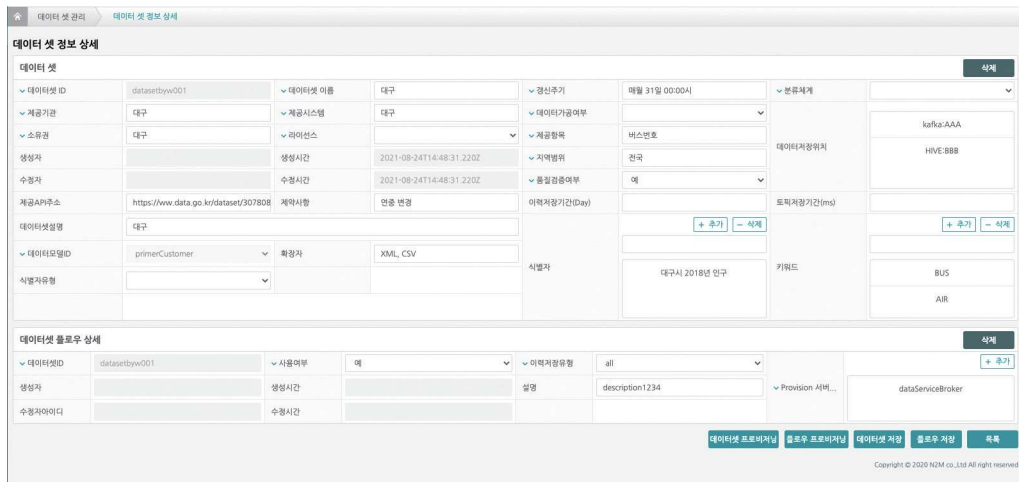 데이터 셋 관리 데이터 셋 정보 상세
데이터 셋 정보 상세
데이터 셋 삭제
데이터셋 ID datasetbyw001 데이터셋 이름 대구 갱신주기 매월 31일 00:00시 분류체계
제공기관 대구 제공시스템 대구 데이터가공여부
kafka:AAA
소유권 대구 라이선스 제공항목 버스번호
데이터저장위치 HIVE:BBB
생성자 생성시간 2021-08-24T14:48:31.220Z 지역범위 전국
수정자 수정시간 2021-08-24T14:48:31.220Z 품질검증여부 예
제공API주소 https://ww.data.go.kr/dataset/307808 제약사항 연중 변경 이력저장기간(Day) 토픽저장기간(ms)
데이터셋설명 대구 + 추가 − 삭제 + 추가 − 삭제
데이터모델ID primerCustomer 확장자 XML, CSV
식별자 대구시 2018년 인구 키워드 BUS
식별자유형
AIR
데이터셋 플로우 상세 삭제
데이터셋ID datasetbyw001 사용여부 예 이력저장유형 all + 추가
생성자 생성시간 설명 description1234 Provision 서버... dataServiceBroker
수정자아이디 수정시간
데이터셋 프로비저닝 플로우 프로비저닝 데이터셋 저장 플로우 저장 목록
Copyright © 2020 N2M co.,Ltd All right reserved